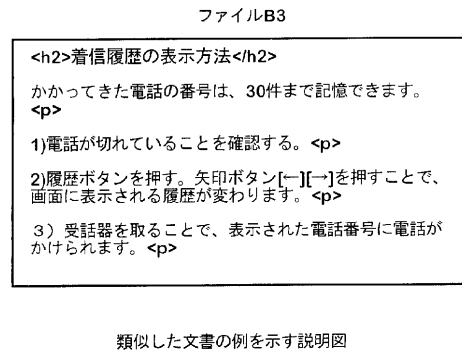 ファイルB3
<h2>着信履歴の表示方法</h2>
かかってきた電話の番号は、30件まで記憶できます。
<p>
1)電話が切れていることを確認する。<p>
2)履歴ボタンを押す。矢印ボタン[←][→]を押すことで、
画面に表示される履歴が変わります。<p>
３）受話器を取ることで、表示された電話番号に電話が
かけられます。<p>
類似した文書の例を示す説明図